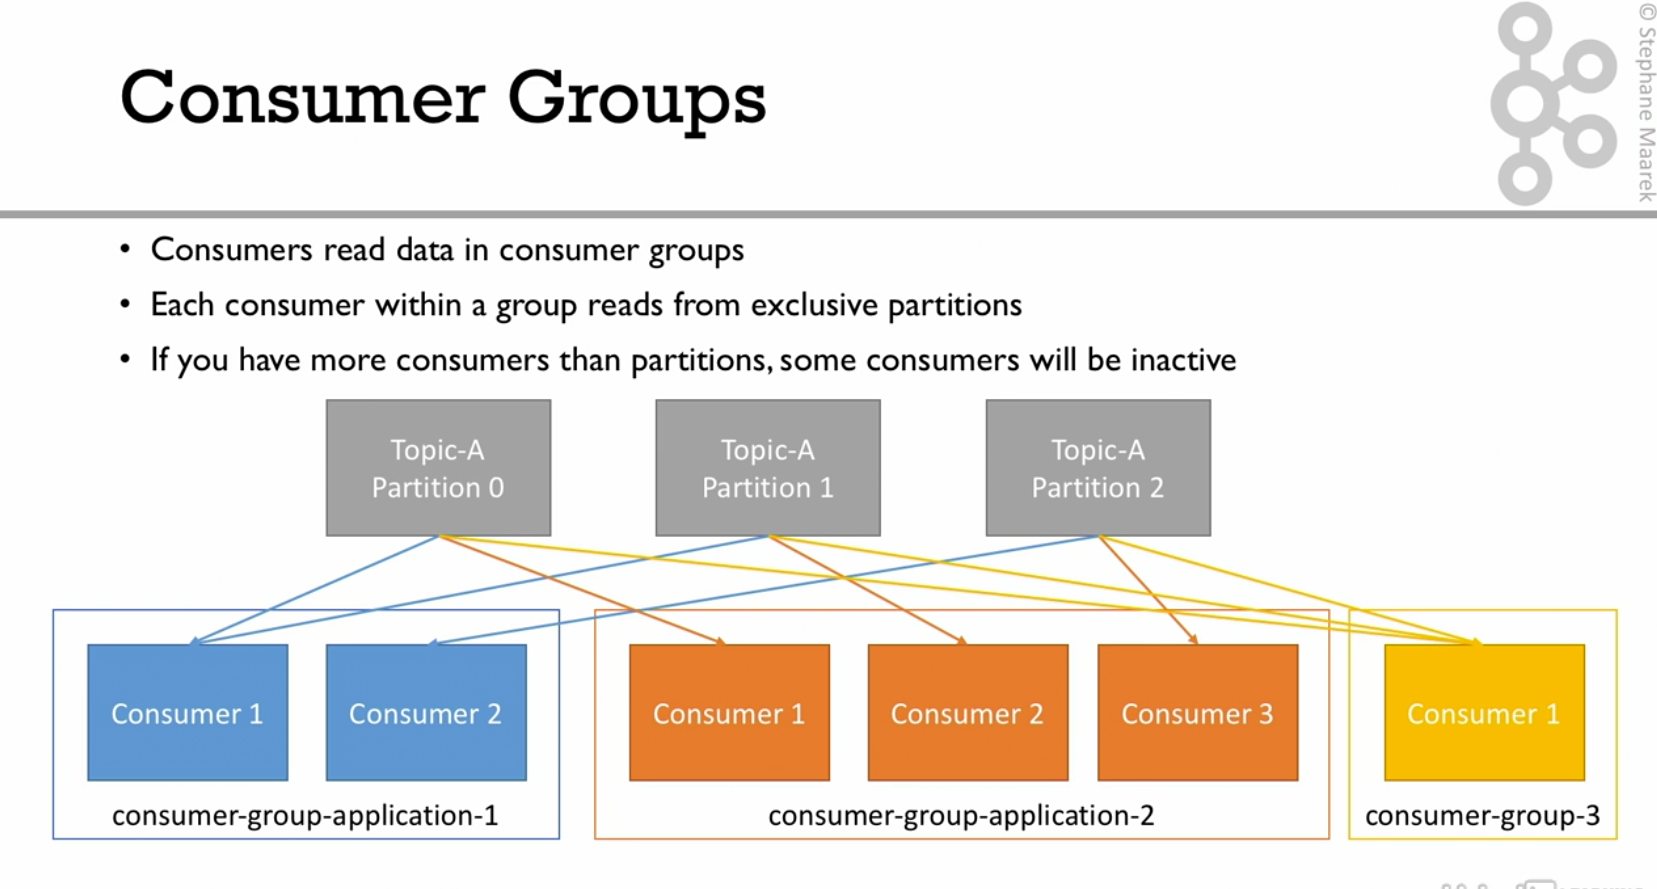 Consumer Groups
© Stephane Maarek
• Consumers read data in consumer groups
• Each consumer within a group reads from exclusive partitions
• If you have more consumers than partitions, some consumers will be inactive
Topic-A
Partition 0
Topic-A
Partition 1
Topic-A
Partition 2
Consumer 1
Consumer 2
consumer-group-application-1
Consumer 1
Consumer 2
Consumer 3
consumer-group-application-2
Consumer 1
consumer-group-3